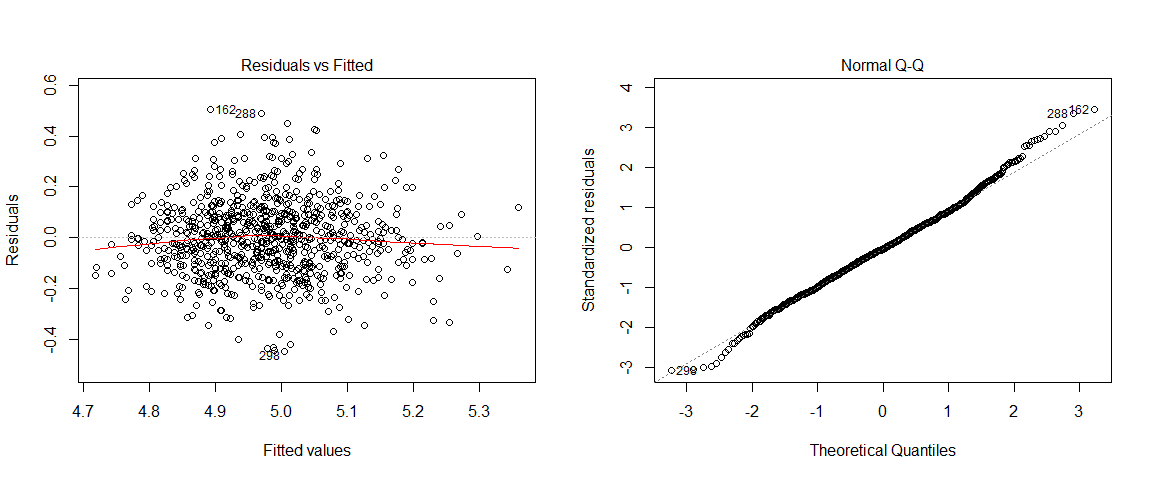 Residuals vs Fitted
Residuals
0.6
0.4
0.2
0.0
-0.2
-0.4
162
288
298
4.7 4.8 4.9 5.0 5.1 5.2 5.3
Fitted values
Normal Q-Q
Standardized residuals
4
3
2
1
0
-1
-2
-3
288 162
298
-3 -2 -1 0 1 2 3
Theoretical Quantiles